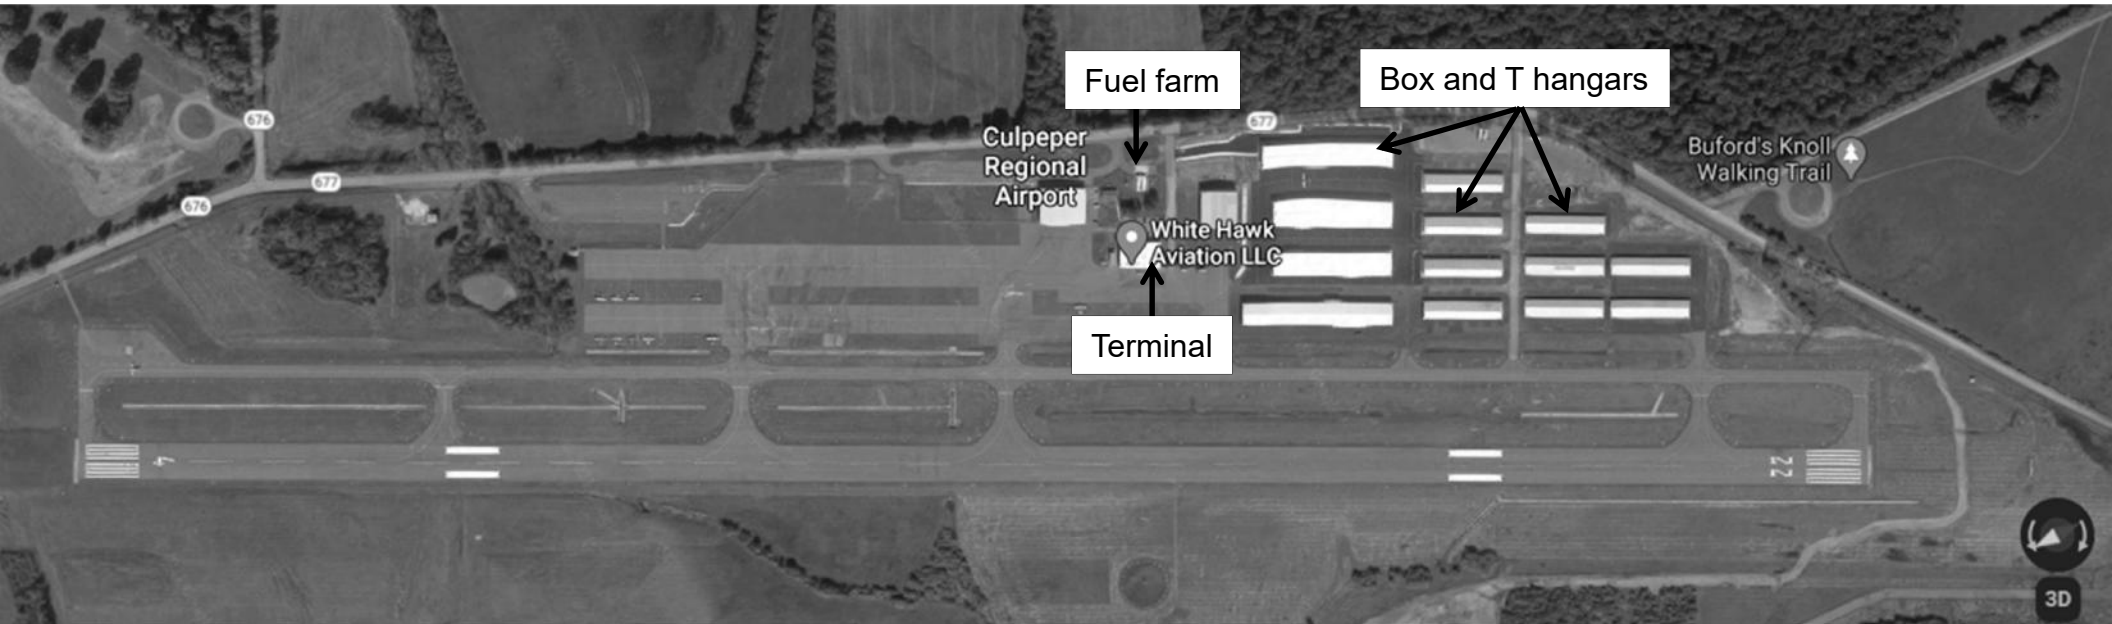 Fuel farm
Box and T hangars
676
677
Culpeper
Regional
Airport
Buford's Knoll
Walking Trail
677
676
White Hawk
Aviation LLC
Terminal
4
22
3D